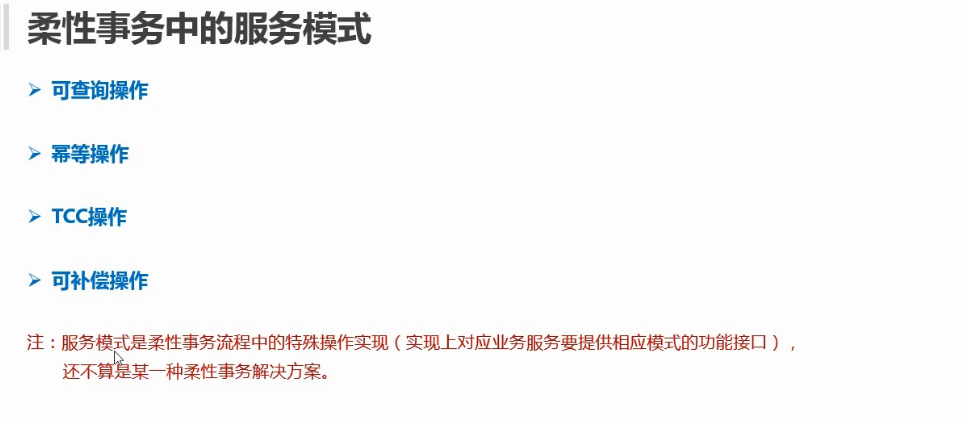 柔性事务中的服务模式
➢ 可查询操作
➢ 幂等操作
➢ TCC操作
➢ 可补偿操作
注：服务模式是柔性事务流程中的特殊操作实现（实现上对应业务服务要提供相应模式的功能接口），
还不算是某一种柔性事务解决方案。